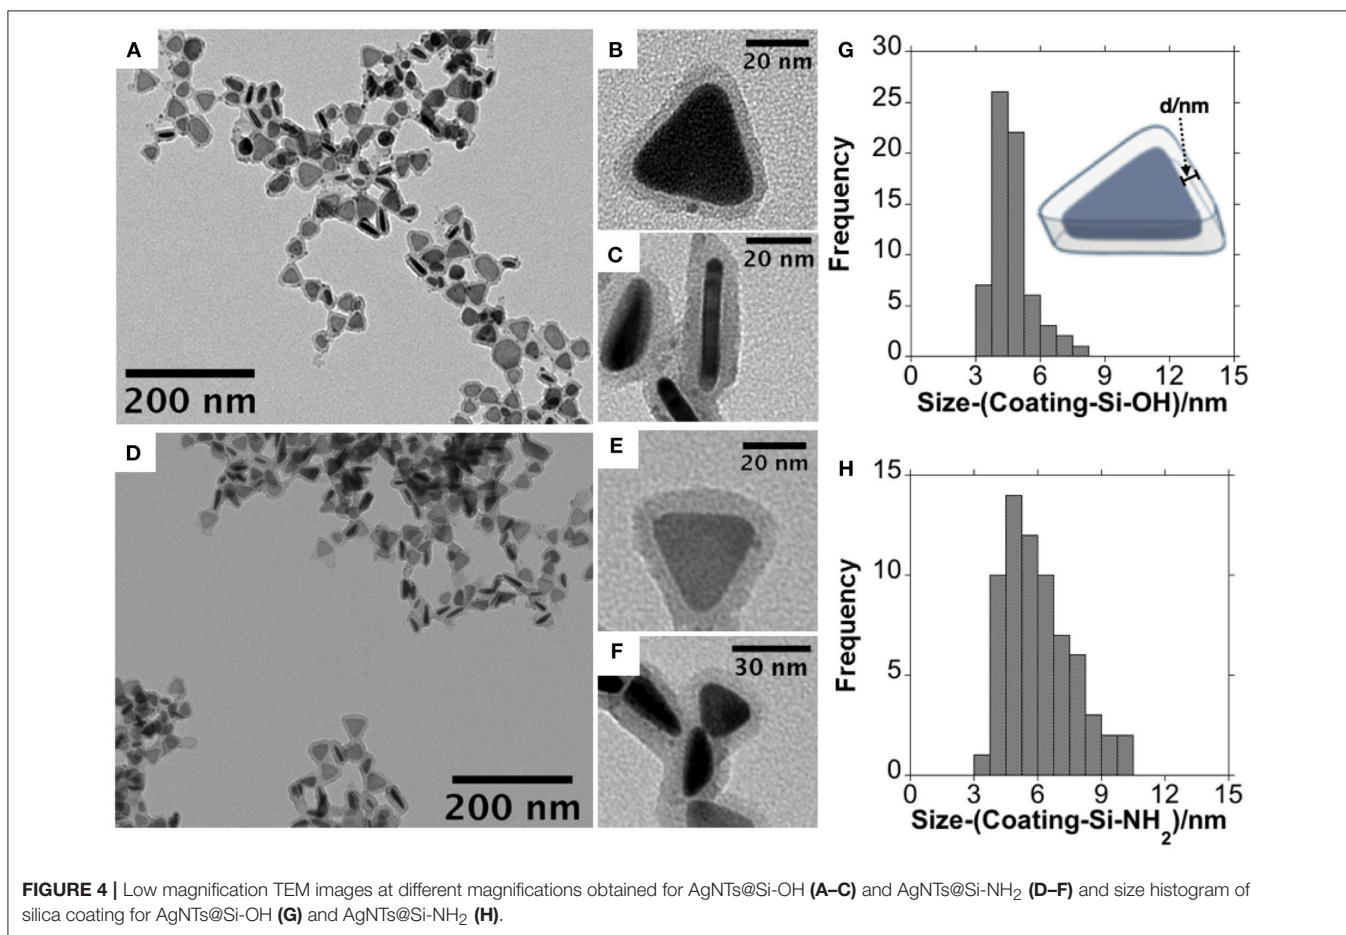 A
200 nm
B
20 nm
C
20 nm
G
30
25
20
15
10
5
0
Frequency
d/nm
0 3 6 9 12 15
Size-(Coating-Si-OH)/nm
D
200 nm
E
20 nm
F
30 nm
H
15
10
5
0
Frequency
0 3 6 9 12 15
Size-(Coating-Si-NH2)/nm
FIGURE 4 | Low magnification TEM images at different magnifications obtained for AgNTs@Si-OH (A–C) and AgNTs@Si-NH2 (D–F) and size histogram of
silica coating for AgNTs@Si-OH (G) and AgNTs@Si-NH2 (H).